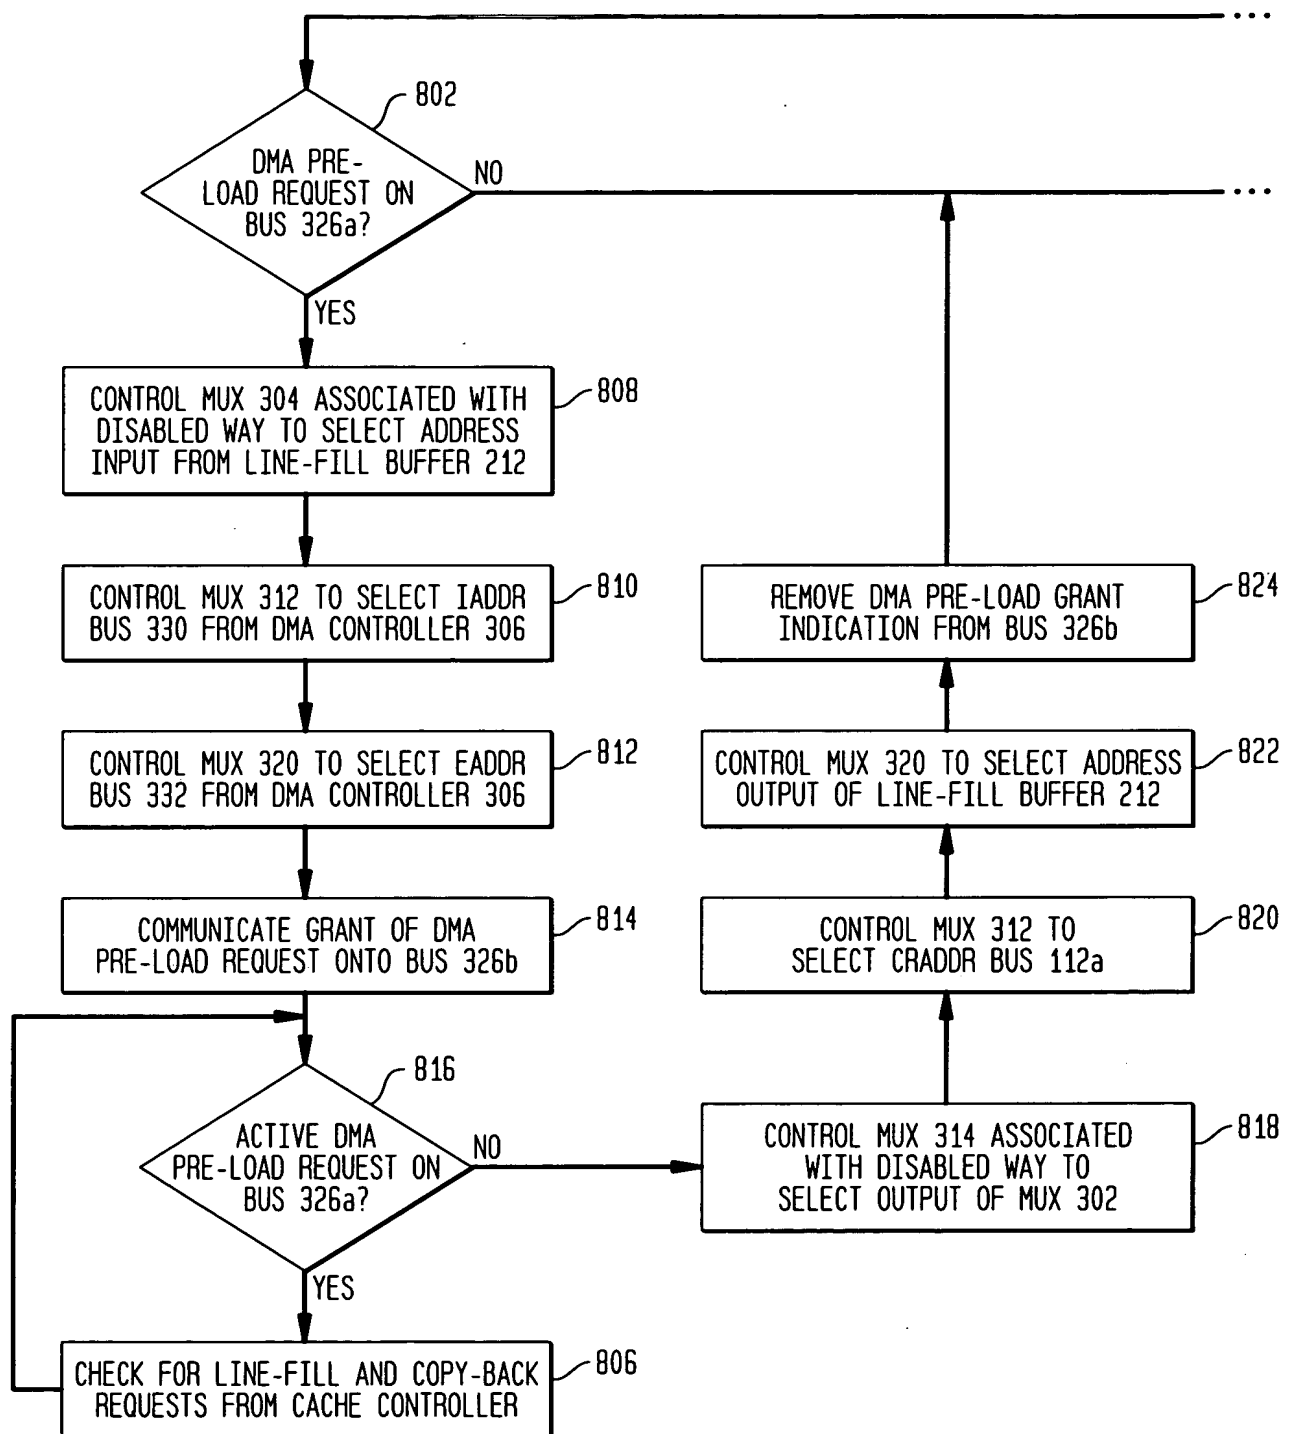 802
DMA PRE-
LOAD REQUEST ON
BUS 326a?
NO
YES
CONTROL MUX 304 ASSOCIATED WITH
DISABLED WAY TO SELECT ADDRESS
INPUT FROM LINE-FILL BUFFER 212
808
CONTROL MUX 312 TO SELECT IADDR
BUS 330 FROM DMA CONTROLLER 306
810
CONTROL MUX 320 TO SELECT EADDR
BUS 332 FROM DMA CONTROLLER 306
812
COMMUNICATE GRANT OF DMA
PRE-LOAD REQUEST ONTO BUS 326b
814
816
ACTIVE DMA
PRE-LOAD REQUEST ON
BUS 326a?
NO
YES
CHECK FOR LINE-FILL AND COPY-BACK
REQUESTS FROM CACHE CONTROLLER
806
REMOVE DMA PRE-LOAD GRANT
INDICATION FROM BUS 326b
824
CONTROL MUX 320 TO SELECT ADDRESS
OUTPUT OF LINE-FILL BUFFER 212
822
CONTROL MUX 312 TO
SELECT CRADDR BUS 112a
820
CONTROL MUX 314 ASSOCIATED
WITH DISABLED WAY TO
SELECT OUTPUT OF MUX 302
818